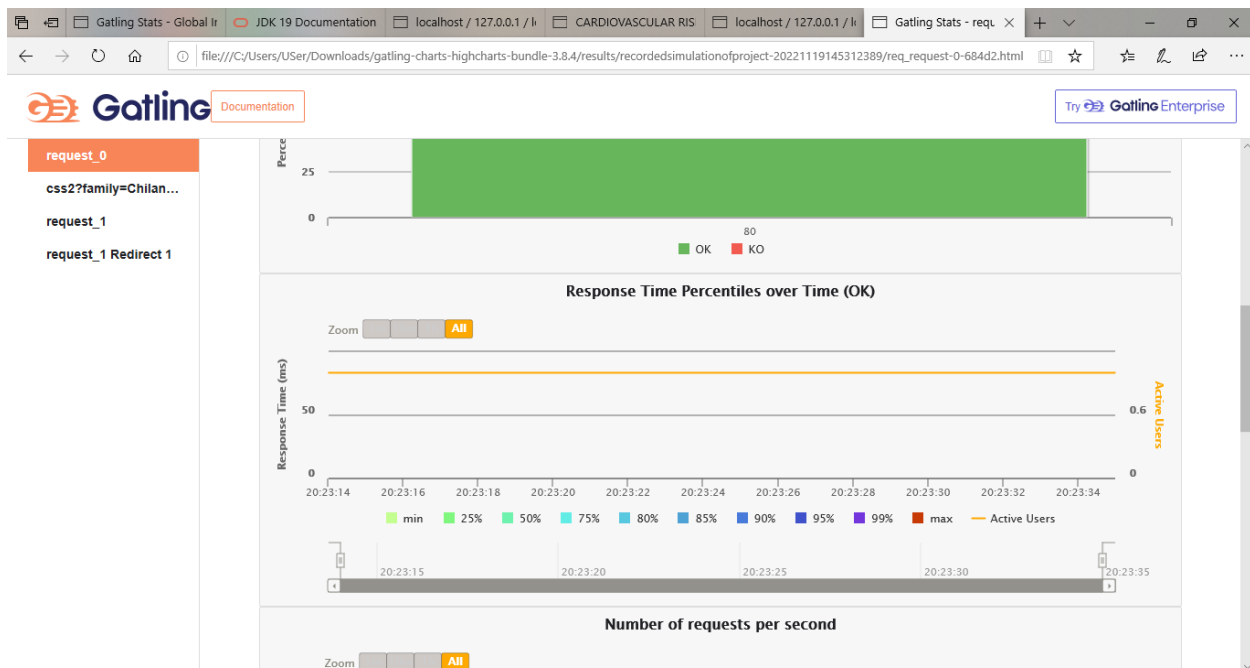 Gatling Stats - Global Ir
JDK 19 Documentation
localhost / 127.0.0.1 / l
CARDIOVASCULAR RIS
localhost / 127.0.0.1 / l
Gatling Stats - requ
file:///C:/Users/USer/Downloads/gatling-charts-highcharts-bundle-3.8.4/results/recordedsimulationofproject-20221119145312389/req_request-0-684d2.html
Gatling
Documentation
Try Gatling Enterprise
request_0
css2?family=Chilan...
request_1
request_1 Redirect 1
Perce
25
0
80
OK KO
Response Time Percentiles over Time (OK)
Zoom All
Response Time (ms)
50
0
Active Users
0.6
0
20:23:14 20:23:16 20:23:18 20:23:20 20:23:22 20:23:24 20:23:26 20:23:28 20:23:30 20:23:32 20:23:34
min 25% 50% 75% 80% 85% 90% 95% 99% max Active Users
20:23:15 20:23:20 20:23:25 20:23:30 20:23:35
Number of requests per second
Zoom All